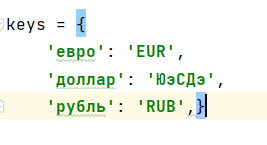 keys = {
    'евро': 'EUR',
    'доллар': 'ЮэСДэ',
    'рубль': 'RUB',}